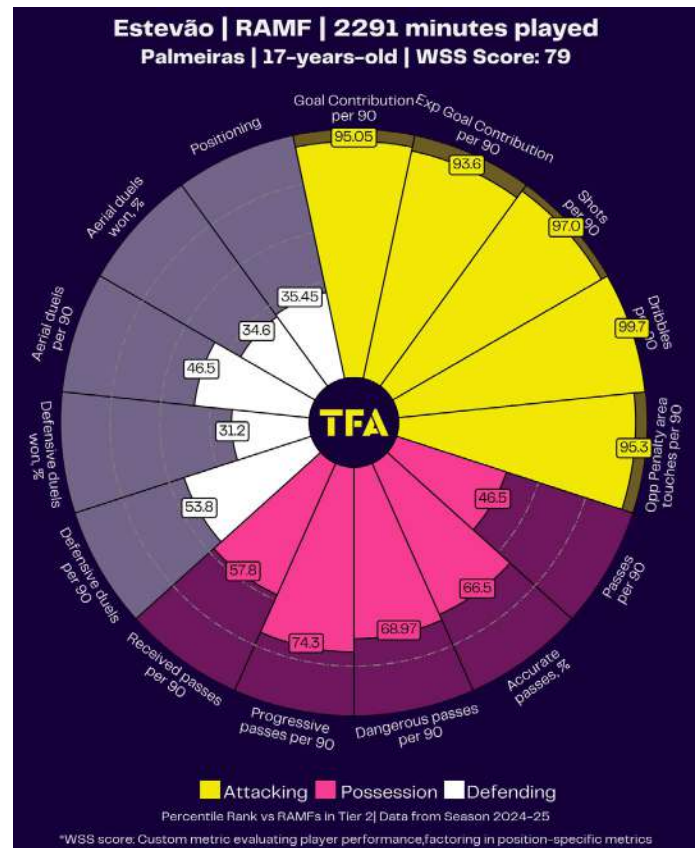 Estevão | RAMF | 2291 minutes played
Palmeiras | 17-years-old | WSS Score: 79
Goal Contribution
per 90
95.05
Exp Goal Contribution
per 90
93.6
Shots
per 90
97.0
Dribbles
per 90
99.7
Opp Penalty area
touches per 90
95.3
Passes
per 90
46.5
Accurate
passes, %
66.5
Dangerous passes
per 90
68.97
Progressive
passes per 90
74.3
Received passes
per 90
57.8
Defensive duels
per 90
53.8
Defensive duels
won, %
31.2
Aerial duels
per 90
46.5
Aerial duels
won, %
34.6
Positioning
35.45
TFA
Attacking Possession Defending
Percentile Rank vs RAMFs in Tier 2| Data from Season 2024-25
*WSS score: Custom metric evaluating player performance,factoring in position-specific metrics